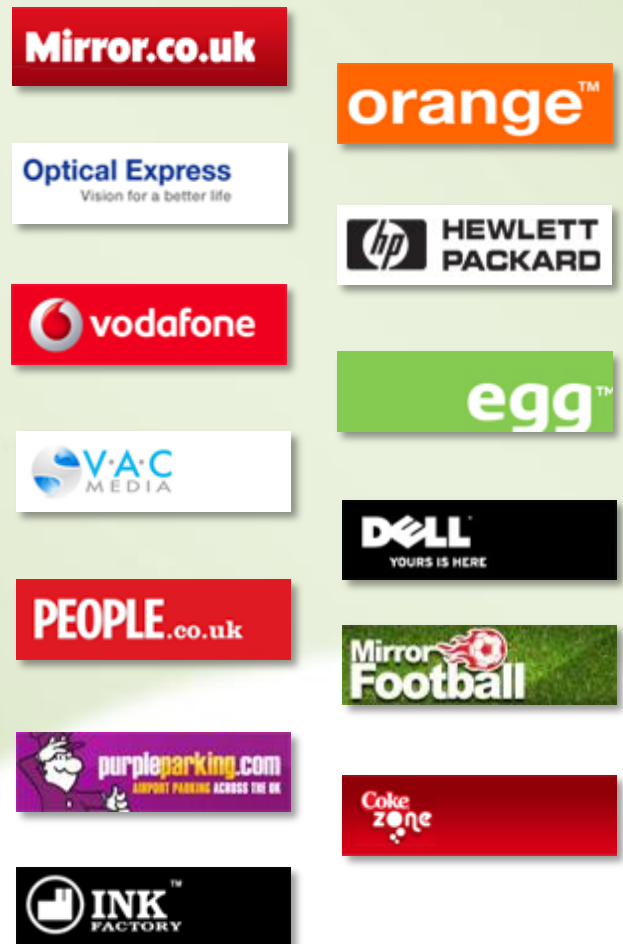 Mirror.co.uk
orange™
Optical Express
Vision for a better life
hp HEWLETT
PACKARD
vodafone
egg™
V·A·C
MEDIA
DELL
YOURS IS HERE
PEOPLE.co.uk
Mirror
Football
purpleparking.com
AIRPORT PARKING ACROSS THE UK
Coke
zone
INK™
FACTORY